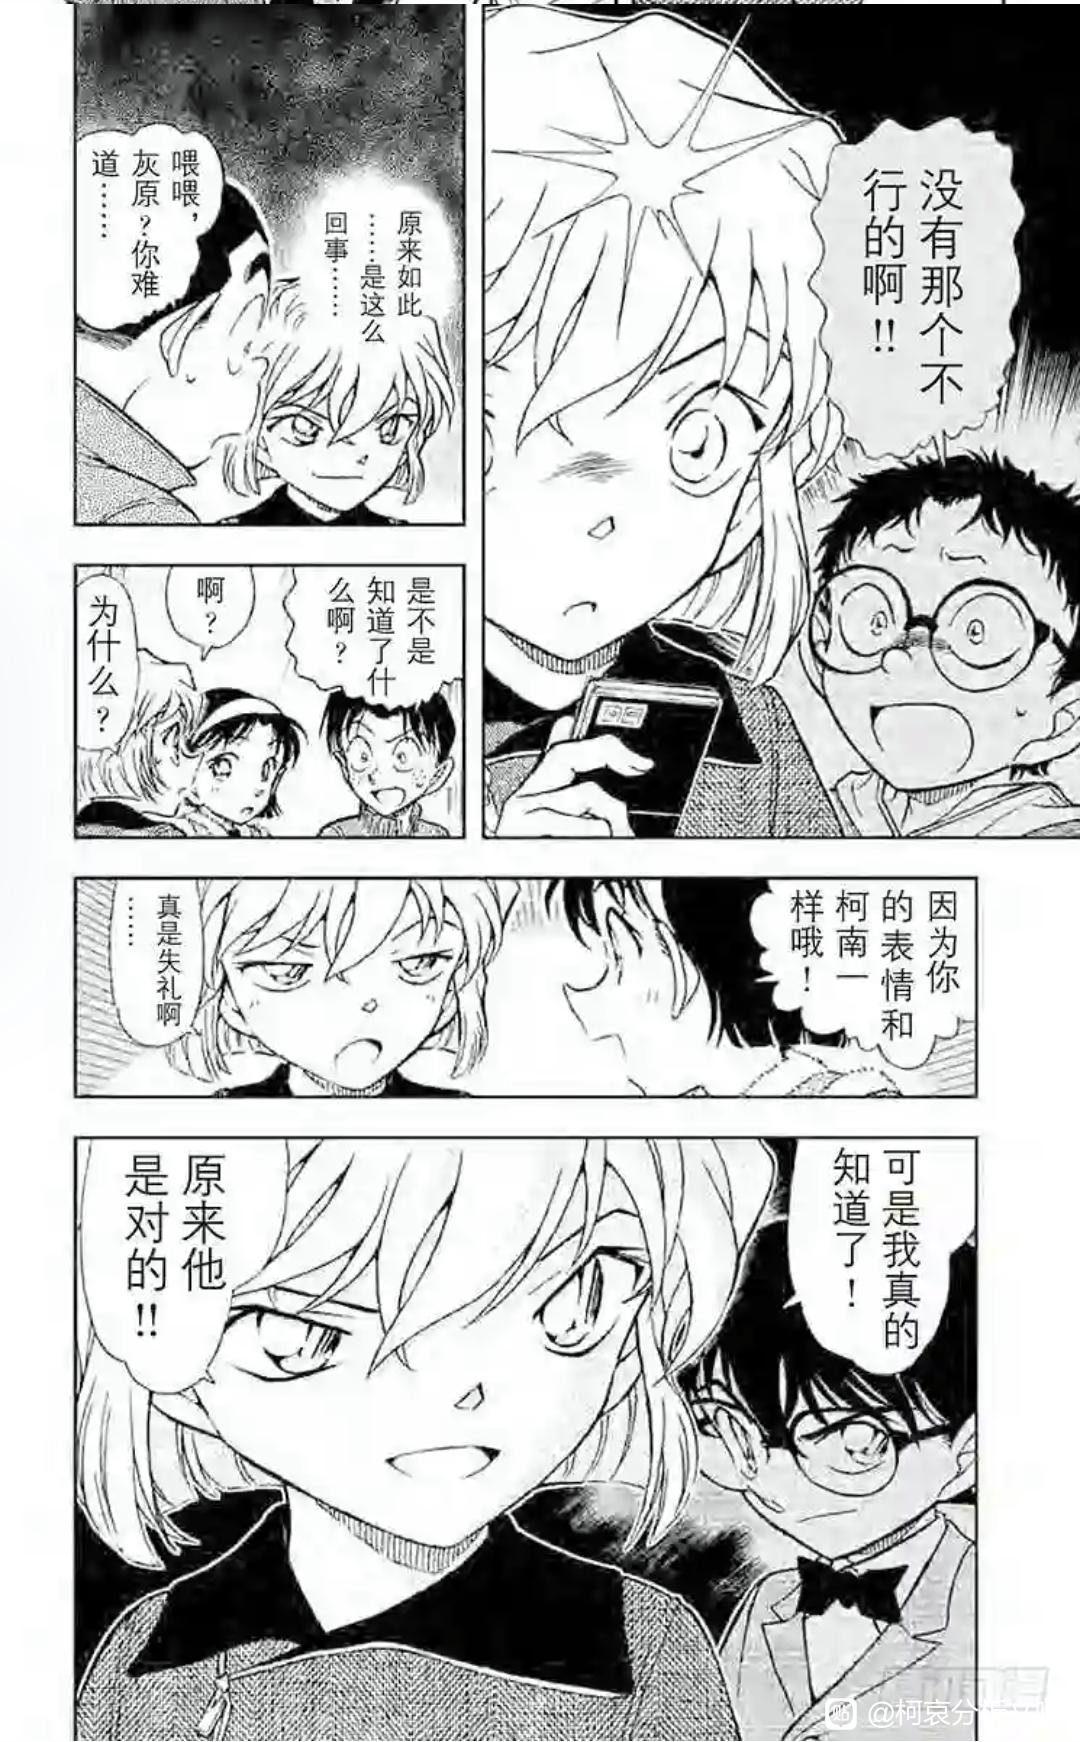 没有那个不
行的啊!!
原来如此
……是这么
回事……
喂喂,
灰原?你难
道……
是不是
知道了什
么啊?
啊?
为什么?
因为你
的表情和
柯南一
样哦!
真是失礼啊
……
可是我真的
知道了!
原来他
是对的!!
@柯哀分